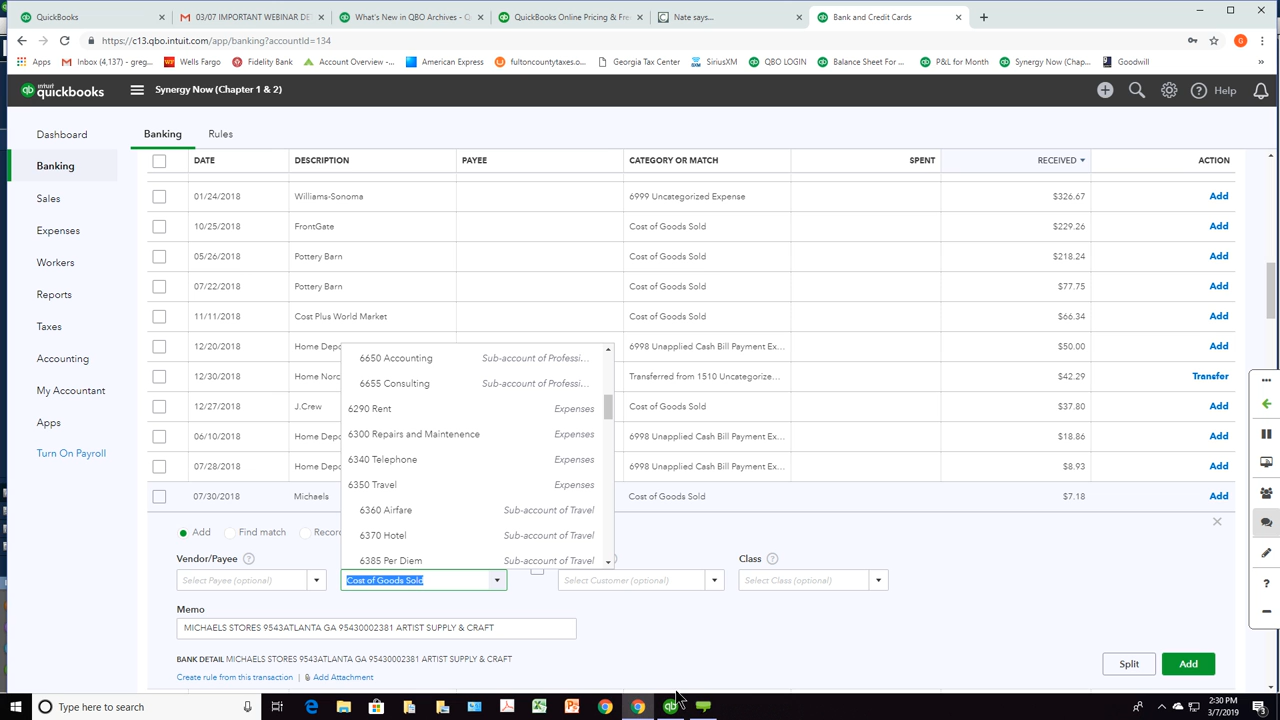 QuickBooks
03/07 IMPORTANT WEBINAR DE
What's New in QBO Archives - Q
QuickBooks Online Pricing & Fre
Nate says...
Bank and Credit Cards
https://c13.qbo.intuit.com/app/banking?accountId=134
Apps
Inbox (4,137) - greg...
Wells Fargo
Fidelity Bank
Account Overview -...
American Express
fultoncountytaxes.o...
Georgia Tax Center
SiriusXM
QBO LOGIN
Balance Sheet For ...
P&L for Month
Synergy Now (Chap...
Goodwill
»
intuit
quickbooks
Synergy Now (Chapter 1 & 2)
Help
Dashboard
Banking
Sales
Expenses
Workers
Reports
Taxes
Accounting
My Accountant
Apps
Turn On Payroll
Banking
Rules
DATE DESCRIPTION PAYEE CATEGORY OR MATCH SPENT RECEIVED ACTION
01/24/2018 Williams-Sonoma 6999 Uncategorized Expense $326.67 Add
10/25/2018 FrontGate Cost of Goods Sold $229.26 Add
05/26/2018 Pottery Barn Cost of Goods Sold $218.24 Add
07/22/2018 Pottery Barn Cost of Goods Sold $77.75 Add
11/11/2018 Cost Plus World Market Cost of Goods Sold $66.34 Add
12/20/2018 Home Depo 6998 Unapplied Cash Bill Payment Ex... $50.00 Add
12/30/2018 Home Norc Transferred from 1510 Uncategorize... $42.29 Transfer
12/27/2018 J.Crew Cost of Goods Sold $37.80 Add
06/10/2018 Home Depo 6998 Unapplied Cash Bill Payment Ex... $18.86 Add
07/28/2018 Home Depo 6998 Unapplied Cash Bill Payment Ex... $8.93 Add
07/30/2018 Michaels Cost of Goods Sold $7.18 Add
6650 Accounting Sub-account of Professi...
6655 Consulting Sub-account of Professi...
6290 Rent Expenses
6300 Repairs and Maintenence Expenses
6340 Telephone Expenses
6350 Travel Expenses
6360 Airfare Sub-account of Travel
6370 Hotel Sub-account of Travel
6385 Per Diem Sub-account of Travel
Add Find match Recor
Vendor/Payee Class
Select Payee (optional) Cost of Goods Sold Select Customer (optional) Select Class (optional)
Memo
MICHAELS STORES 9543ATLANTA GA 95430002381 ARTIST SUPPLY & CRAFT
BANK DETAIL MICHAELS STORES 9543ATLANTA GA 95430002381 ARTIST SUPPLY & CRAFT
Create rule from this transaction | Add Attachment
Split Add
Type here to search
2:30 PM
3/7/2019